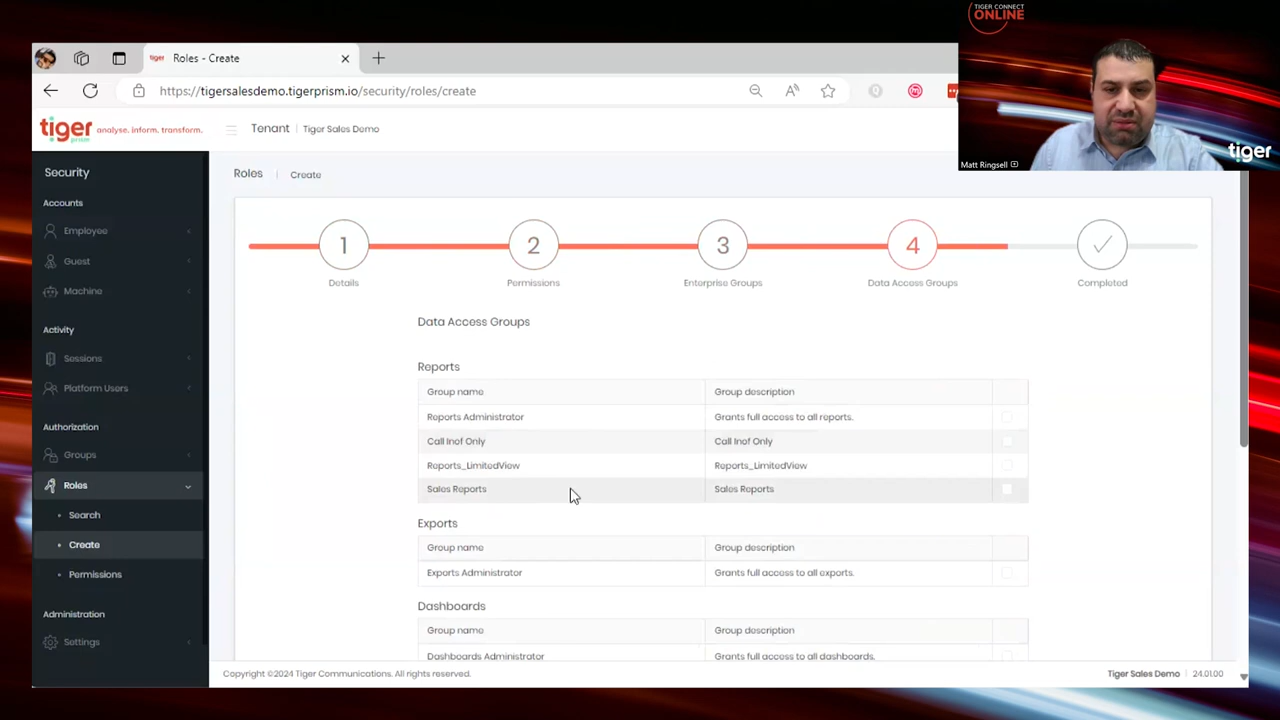 TIGER CONNECT
ONLINE
Roles - Create
https://tigersalesdemo.tigerprism.io/security/roles/create
tiger prism analyse. inform. transform.
Tenant | Tiger Sales Demo
Matt Ringsell
tiger
Security
Accounts
Employee
Guest
Machine
Activity
Sessions
Platform Users
Authorization
Groups
Roles
Search
Create
Permissions
Administration
Settings
Roles | Create
1 2 3 4
Details Permissions Enterprise Groups Data Access Groups Completed
Data Access Groups
Reports
Group name Group description
Reports Administrator Grants full access to all reports.
Call Inof Only Call Inof Only
Reports_LimitedView Reports_LimitedView
Sales Reports Sales Reports
Exports
Group name Group description
Exports Administrator Grants full access to all exports.
Dashboards
Group name Group description
Dashboards Administrator Grants full access to all dashboards.
Copyright ©2024 Tiger Communications. All rights reserved.
Tiger Sales Demo | 24.01.00